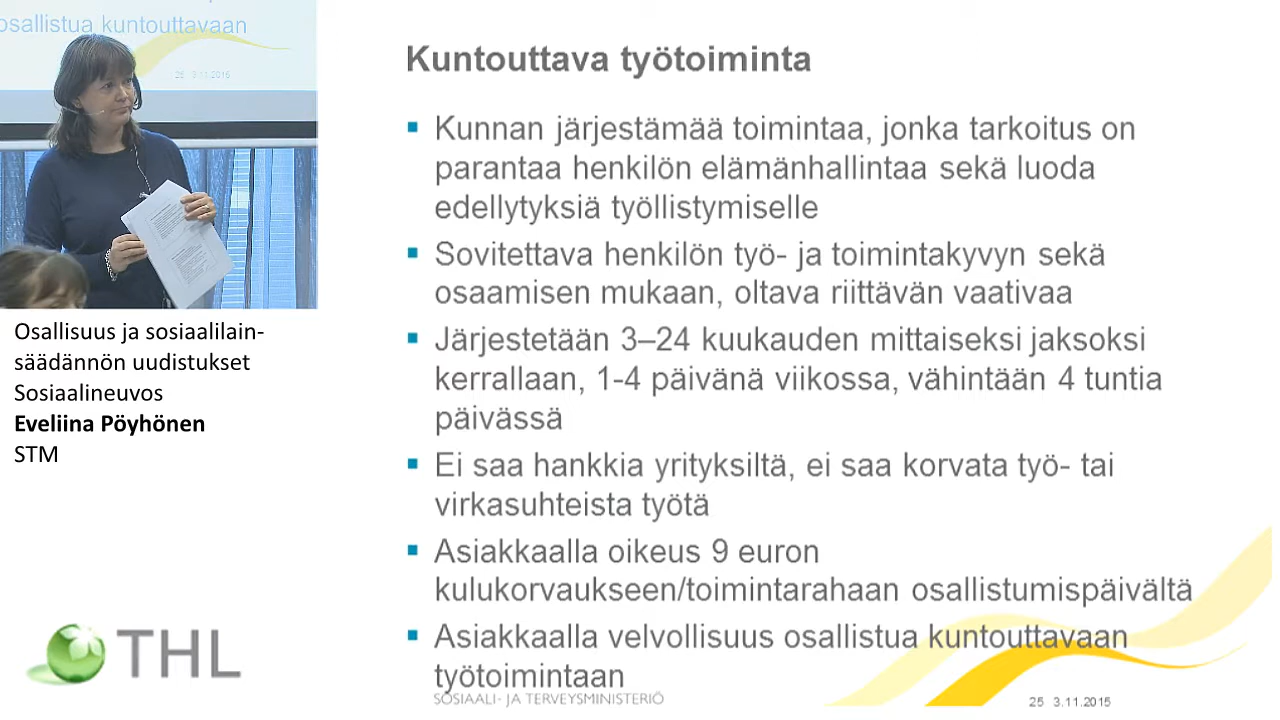 osallistua kuntouttavaan
25 3.11.2015
Osallisuus ja sosiaalilain-
säädännön uudistukset
Sosiaalineuvos
Eveliina Pöyhönen
STM
THL
Kuntouttava työtoiminta
Kunnan järjestämää toimintaa, jonka tarkoitus on
parantaa henkilön elämänhallintaa sekä luoda
edellytyksiä työllistymiselle
Sovitettava henkilön työ- ja toimintakyvyn sekä
osaamisen mukaan, oltava riittävän vaativaa
Järjestetään 3–24 kuukauden mittaiseksi jaksoksi
kerrallaan, 1-4 päivänä viikossa, vähintään 4 tuntia
päivässä
Ei saa hankkia yrityksiltä, ei saa korvata työ- tai
virkasuhteista työtä
Asiakkaalla oikeus 9 euron
kulukorvaukseen/toimintarahaan osallistumispäivältä
Asiakkaalla velvollisuus osallistua kuntouttavaan
työtoimintaan
SOSIAALI- JA TERVEYSMINISTERIÖ
25 3.11.2015